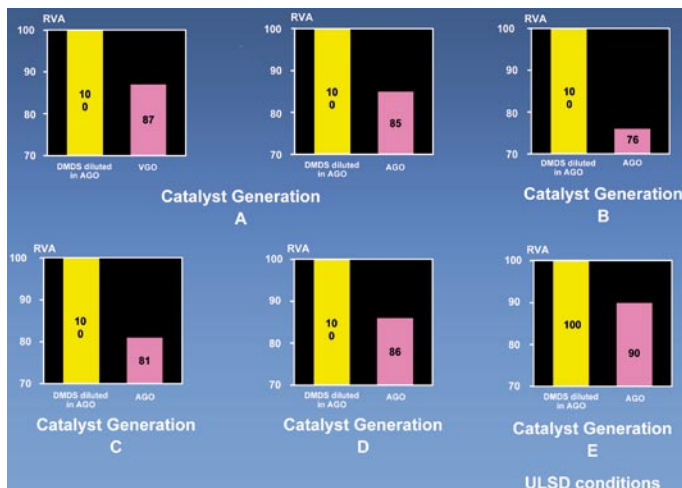 RVA
100
90
80
70
10
0
87
DMDS diluted
in AGO
VGO
100
90
80
70
10
0
85
DMDS diluted
in AGO
AGO
Catalyst Generation
A
RVA
100
90
80
70
10
0
76
DMDS diluted
in AGO
AGO
Catalyst Generation
B
RVA
100
90
80
70
10
0
81
DMDS diluted
in AGO
AGO
Catalyst Generation
C
RVA
100
90
80
70
10
0
86
DMDS diluted
in AGO
AGO
Catalyst Generation
D
RVA
100
90
80
70
100
90
DMDS diluted
in AGO
AGO
Catalyst Generation
E
ULSD conditions